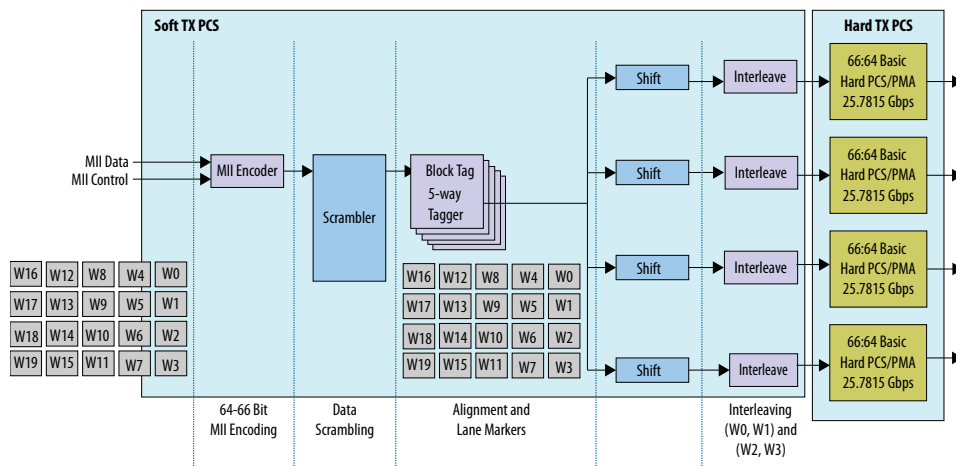 Soft TX PCS
Hard TX PCS
MII Data
MII Control
MII Encoder
Scrambler
Block Tag
5-way
Tagger
Shift
Interleave
66:64 Basic
Hard PCS/PMA
25.7815 Gbps
Shift
Interleave
66:64 Basic
Hard PCS/PMA
25.7815 Gbps
Shift
Interleave
66:64 Basic
Hard PCS/PMA
25.7815 Gbps
Shift
Interleave
66:64 Basic
Hard PCS/PMA
25.7815 Gbps
W16 W12 W8 W4 W0
W17 W13 W9 W5 W1
W18 W14 W10 W6 W2
W19 W15 W11 W7 W3
W16 W12 W8 W4 W0
W17 W13 W9 W5 W1
W18 W14 W10 W6 W2
W19 W15 W11 W7 W3
64-66 Bit
MII Encoding
Data
Scrambling
Alignment and
Lane Markers
Interleaving
(W0, W1) and
(W2, W3)